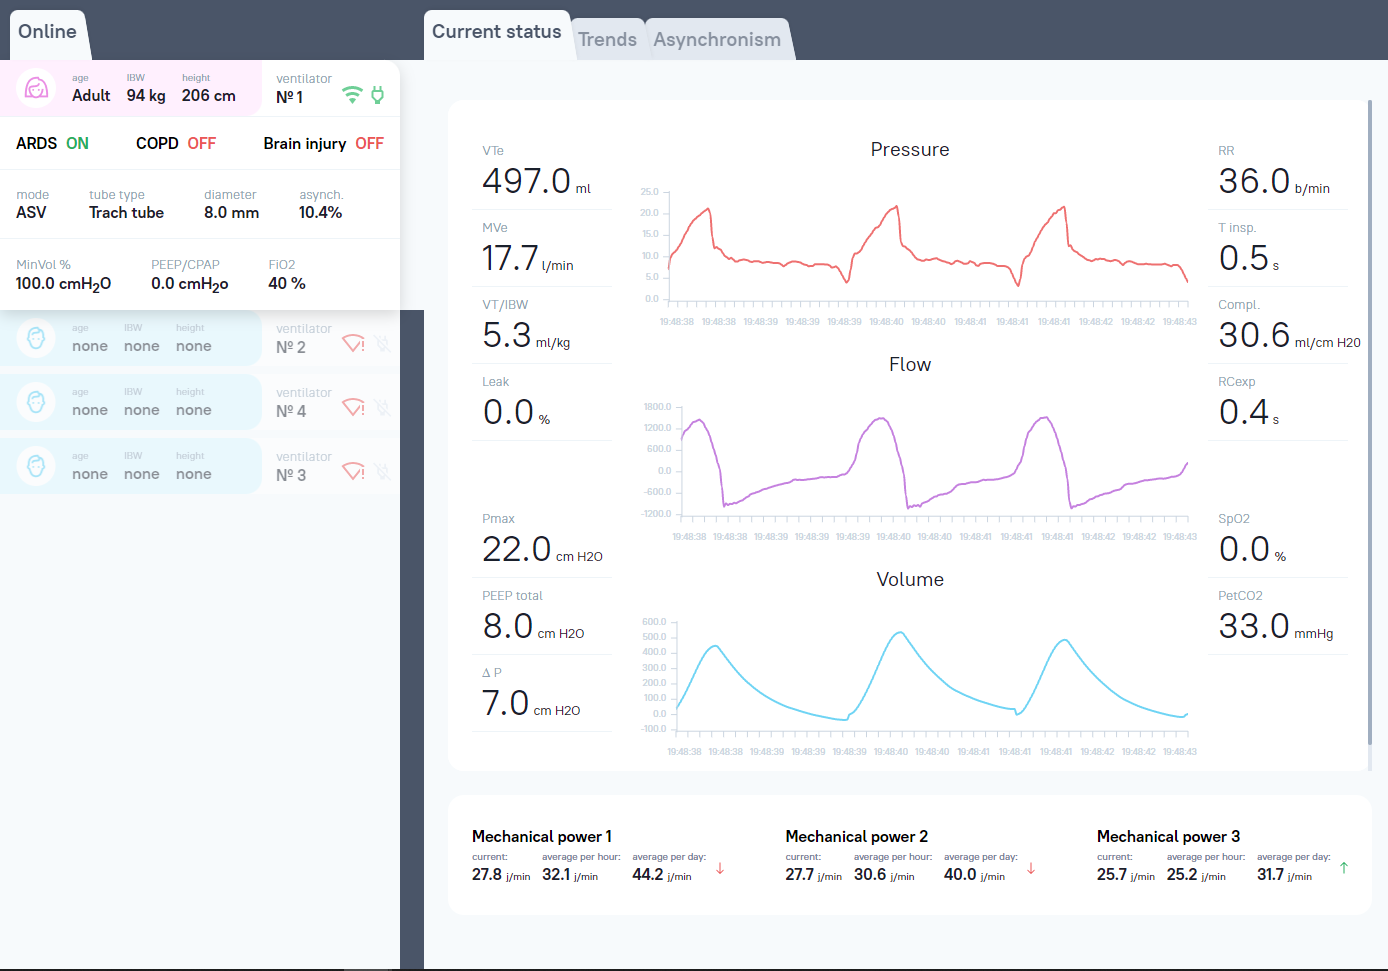 Online
Current status
Trends
Asynchronism
age IBW height ventilator
Adult 94 kg 206 cm № 1
ARDS ON COPD OFF Brain injury OFF
mode tube type diameter asynch.
ASV Trach tube 8.0 mm 10.4%
MinVol % PEEP/CPAP FiO2
100.0 cmH2O 0.0 cmH2o 40 %
age IBW height ventilator
none none none № 2
age IBW height ventilator
none none none № 4
age IBW height ventilator
none none none № 3
VTe
497.0 ml
MVe
17.7 l/min
VT/IBW
5.3 ml/kg
Leak
0.0 %
Pmax
22.0 cm H2O
PEEP total
8.0 cm H2O
Δ P
7.0 cm H2O
Pressure
25.0
20.0
15.0
10.0
5.0
0.0
19:48:38 19:48:38 19:48:39 19:48:39 19:48:39 19:48:40 19:48:40 19:48:41 19:48:41 19:48:41 19:48:42 19:48:42 19:48:43
Flow
1800.0
1200.0
600.0
0.0
-600.0
-1200.0
19:48:38 19:48:38 19:48:39 19:48:39 19:48:39 19:48:40 19:48:40 19:48:41 19:48:41 19:48:41 19:48:42 19:48:42 19:48:43
Volume
600.0
500.0
400.0
300.0
200.0
100.0
0.0
-100.0
19:48:38 19:48:38 19:48:39 19:48:39 19:48:39 19:48:40 19:48:40 19:48:41 19:48:41 19:48:41 19:48:42 19:48:42 19:48:43
RR
36.0 b/min
T insp.
0.5 s
Compl.
30.6 ml/cm H2O
RCexp
0.4 s
SpO2
0.0 %
PetCO2
33.0 mmHg
Mechanical power 1
current: average per hour: average per day:
27.8 j/min 32.1 j/min 44.2 j/min ↓
Mechanical power 2
current: average per hour: average per day:
27.7 j/min 30.6 j/min 40.0 j/min ↓
Mechanical power 3
current: average per hour: average per day:
25.7 j/min 25.2 j/min 31.7 j/min ↑